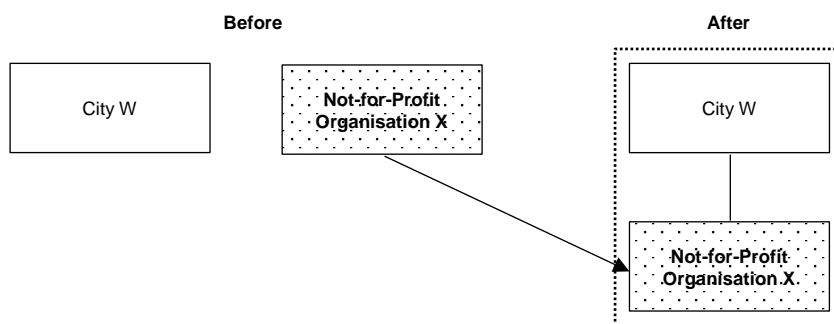 Before
After
City W
Not-for-Profit
Organisation X
City W
Not-for-Profit
Organisation X